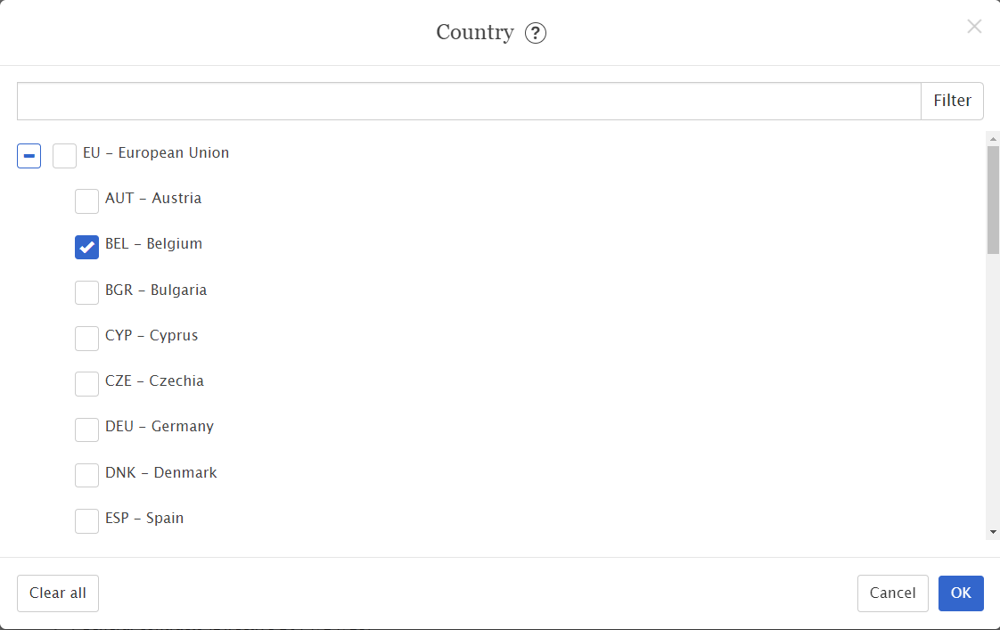 Country ?
Filter
EU – European Union
AUT – Austria
BEL – Belgium
BGR – Bulgaria
CYP – Cyprus
CZE – Czechia
DEU – Germany
DNK – Denmark
ESP – Spain
Clear all
Cancel
OK